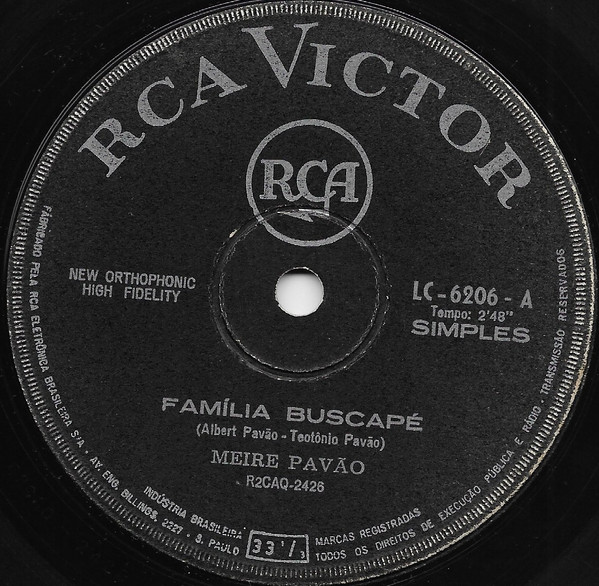 RCA VICTOR
RCA
NEW ORTHOPHONIC
HIGH FIDELITY
LC-6206-A
Tempo: 2'48"
SIMPLES
FAMÍLIA BUSCAPÉ
(Albert Pavão - Teotônio Pavão)
MEIRE PAVÃO
R2CAQ-2426
FABRICADO PELA RCA ELETRÔNICA BRASILEIRA S/A - AV. ENG. BILLINGS, 2227 - S. PAULO
INDÚSTRIA BRASILEIRA
33 1/3
MARCAS REGISTRADAS
TODOS OS DIREITOS DE EXECUÇÃO PÚBLICA E RÁDIO - TRANSMISSÃO RESERVADOS